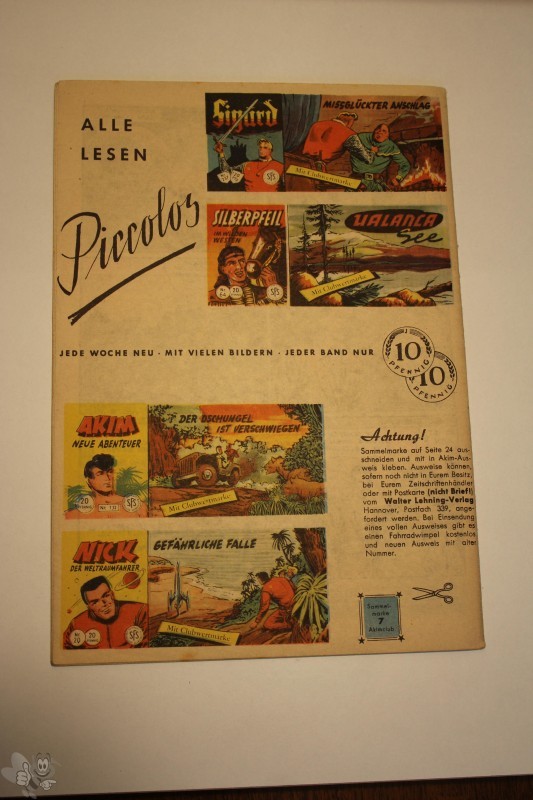 ALLE
LESEN
Piccolos
Sigurd
MISSGLÜCKTER ANSCHLAG
Mit Clubwertmarke
SILBERPFEIL
IM WILDEN
WESTEN
UALANCA
See
Mit Clubwertmarke
JEDE WOCHE NEU · MIT VIELEN BILDERN · JEDER BAND NUR
10
PFENNIG
10
PFENNIG
AKIM
NEUE ABENTEUER
DER DSCHUNGEL
IST VERSCHWIEGEN
20
Mit Clubwertmarke
NICK
DER WELTRAUMFAHRER
GEFÄHRLICHE FALLE
20
Mit Clubwertmarke
Achtung!
Sammelmarke auf Seite 24 aus-
schneiden und mit in Akim-Aus-
weis kleben. Ausweise können,
sofern noch nicht in Eurem Besitz,
bei Eurem Zeitschriftenhändler
oder mit Postkarte (nicht Brief!)
vom Walter Lehning-Verlag
Hannover, Postfach 339, ange-
fordert werden. Bei Einsendung
eines vollen Ausweises gibt es
einen Fahrradwimpel kostenlos
und neuen Ausweis mit alter
Nummer.
Sammel-
marke
7
Akimclub